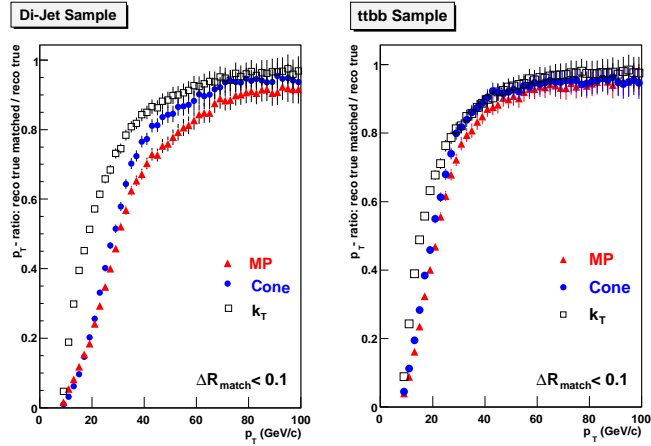 Di-Jet Sample
p_T - ratio: reco true matched / reco true
1
0.8
0.6
0.4
0.2
0
MP
Cone
k_T
ΔR_match < 0.1
0 20 40 60 80 100
p_T (GeV/c)
ttbb Sample
p_T - ratio: reco true matched / reco true
1
0.8
0.6
0.4
0.2
0
MP
Cone
k_T
ΔR_match < 0.1
0 20 40 60 80 100
p_T (GeV/c)